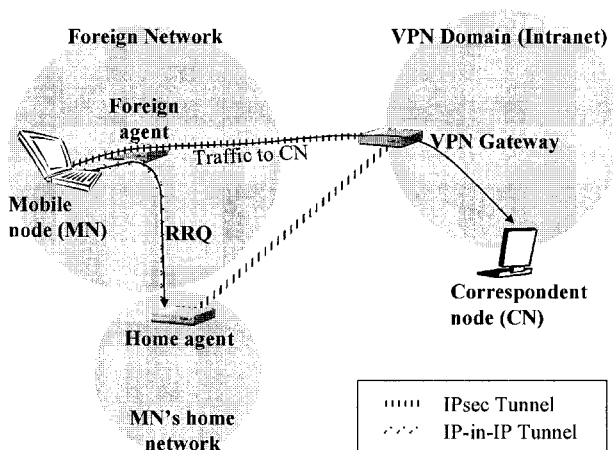 Foreign Network
VPN Domain (Intranet)
Foreign
agent
Traffic to CN
VPN Gateway
Mobile
node (MN)
RRQ
Correspondent
node (CN)
Home agent
MN's home
network
IPsec Tunnel
IP-in-IP Tunnel